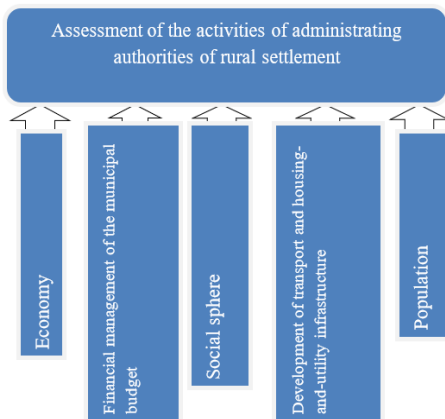 Assessment of the activities of administrating
authorities of rural settlement
Economy
Financial management of the municipal
budget
Social sphere
Development of transport and housing-
and-utility infrastructure
Population